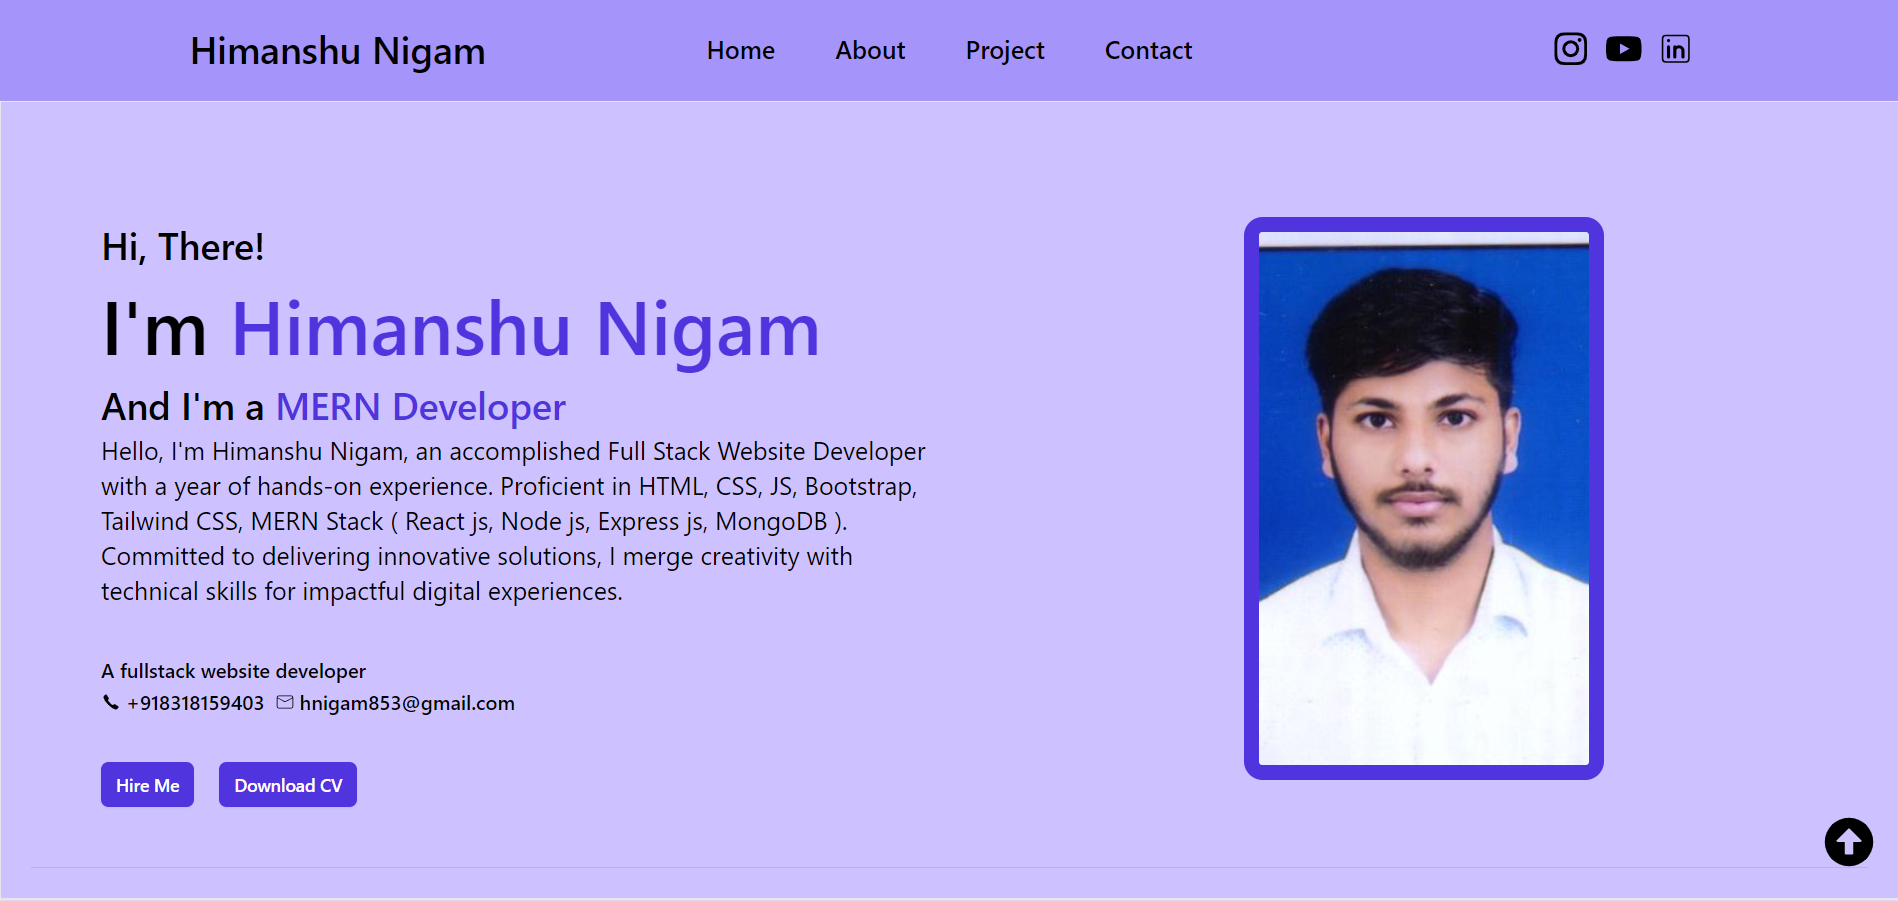 Himanshu Nigam
Home
About
Project
Contact
in
Hi, There!
I'm Himanshu Nigam
And I'm a MERN Developer
Hello, I'm Himanshu Nigam, an accomplished Full Stack Website Developer
with a year of hands-on experience. Proficient in HTML, CSS, JS, Bootstrap,
Tailwind CSS, MERN Stack ( React js, Node js, Express js, MongoDB ).
Committed to delivering innovative solutions, I merge creativity with
technical skills for impactful digital experiences.
A fullstack website developer
+918318159403 hnigam853@gmail.com
Hire Me
Download CV